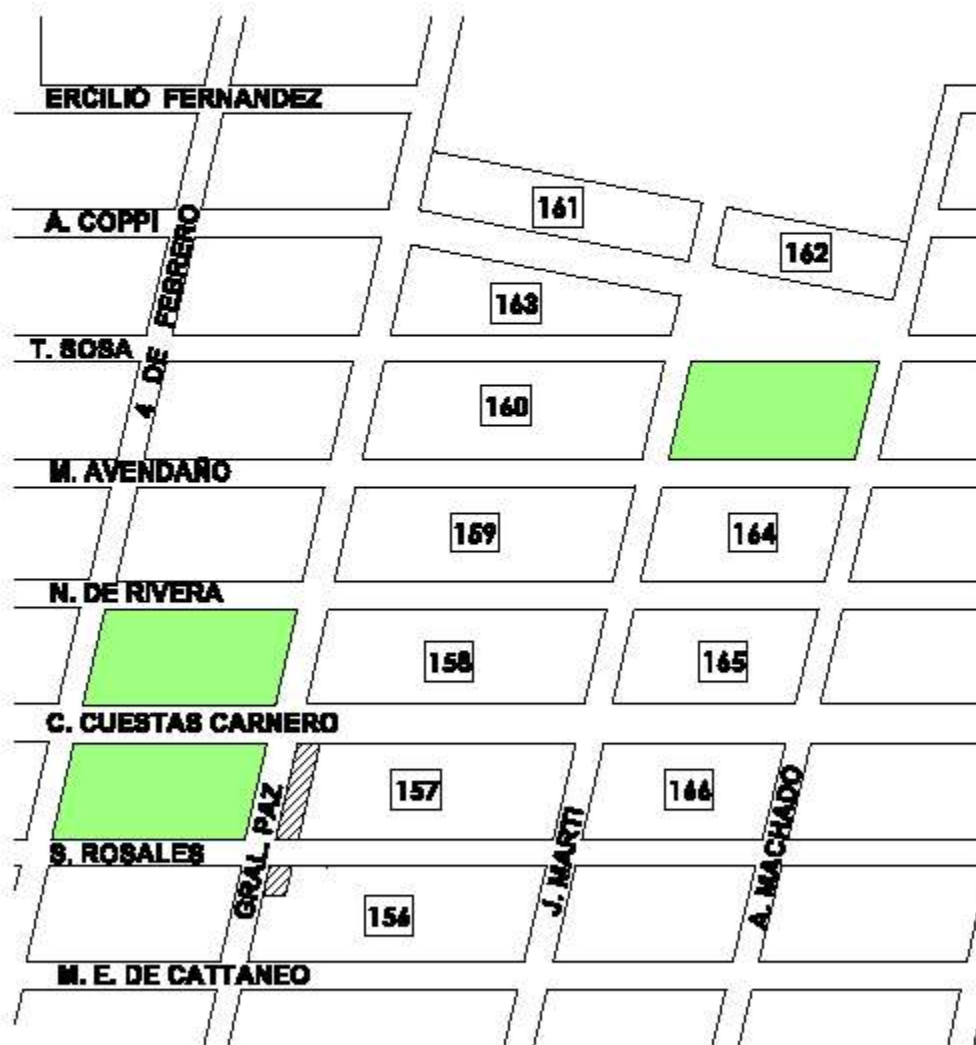 ERCILIO FERNANDEZ
161
A. COPPI
162
4 DE FEBRERO
163
T. SOSA
160
M. AVENDAÑO
159
164
N. DE RIVERA
158
165
C. CUESTAS CARNERO
157
166
S. ROSALES
GRAL. PAZ
J. MARTI
A. MACHADO
156
M. E. DE CATTANEO